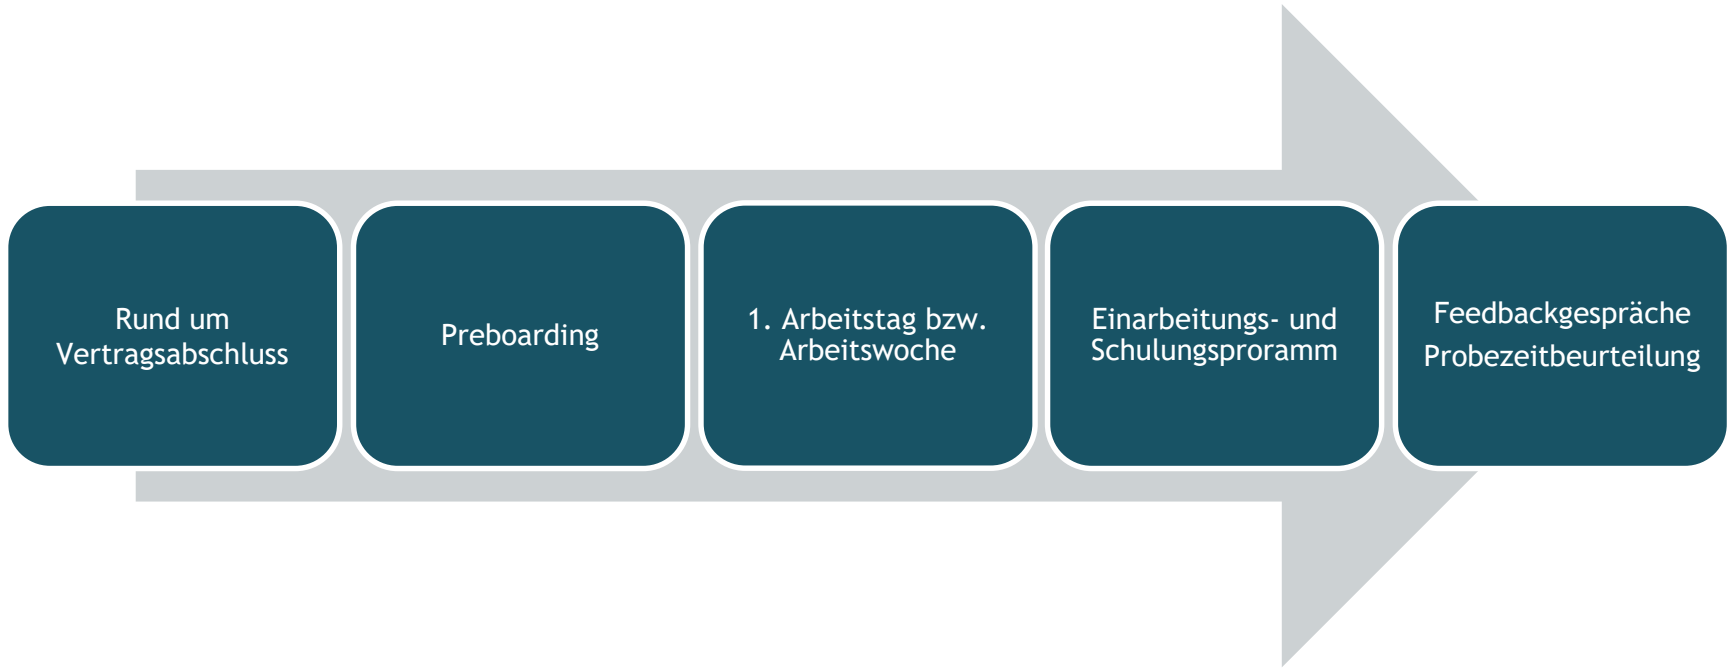 Rund um
Vertragsabschluss
Preboarding
1. Arbeitstag bzw.
Arbeitswoche
Einarbeitungs- und
Schulungsproramm
Feedbackgespräche
Probezeitbeurteilung